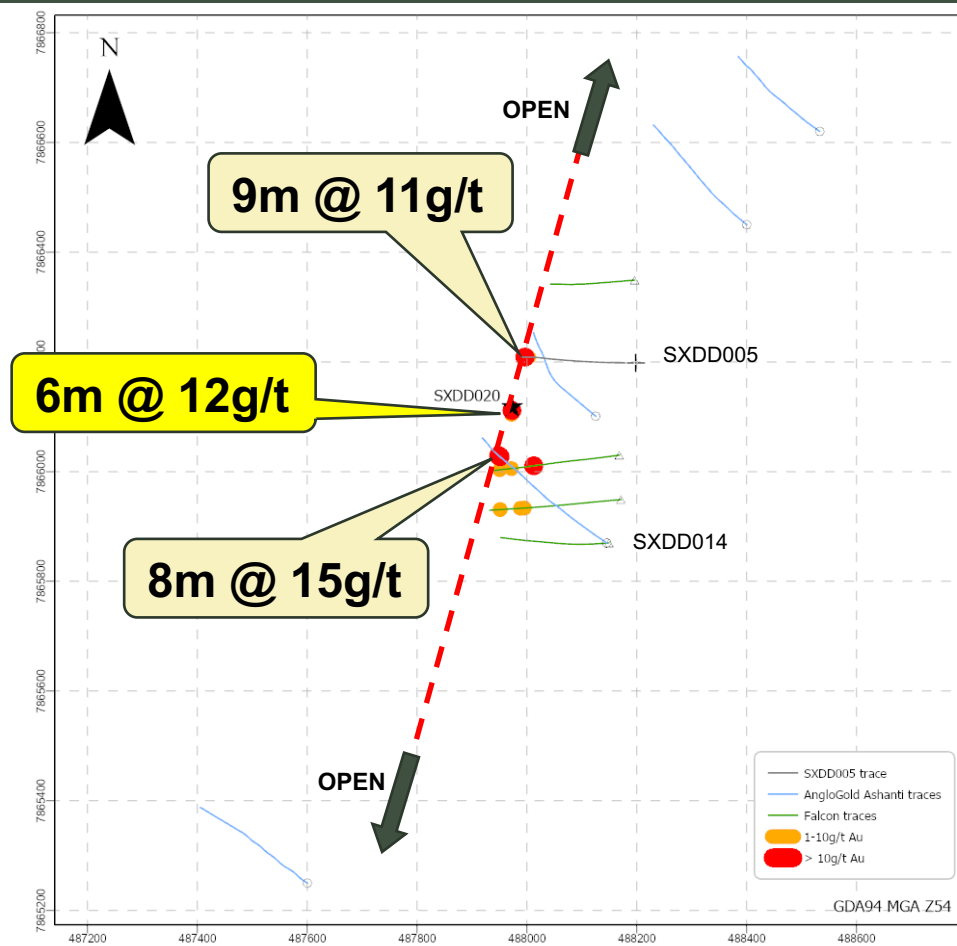 N
OPEN
9m @ 11g/t
SXDD005
6m @ 12g/t
SXDD020
8m @ 15g/t
SXDD014
OPEN
7866800
7866600
7866400
7866000
7865800
7865600
7865400
7865200
SXDD005 trace
AngloGold Ashanti traces
Falcon traces
1-10g/t Au
> 10g/t Au
GDA94 MGA Z54
487200
487400
487600
487800
488000
488200
488400
488600